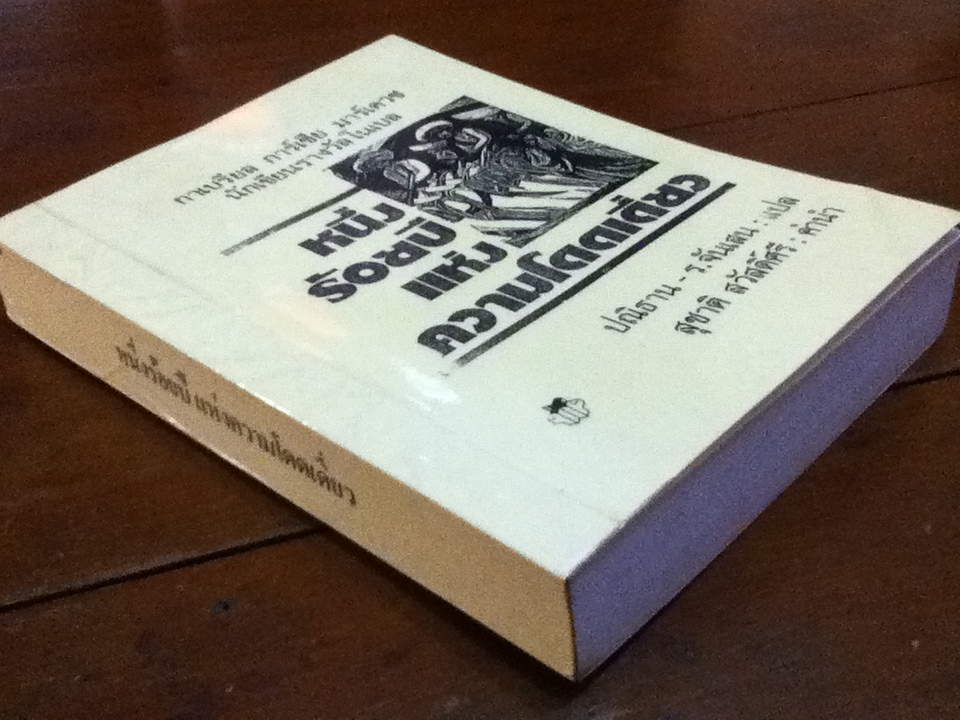 กาเบรียล การ์เซีย มาร์เควซ
นักเขียนรางวัลโนเบล
หนึ่ง
ร้อยปี
แห่ง
ความโดดเดี่ยว
ปณิธาน - ร.จันเสน : แปล
สุชาติ สวัสดิ์ศรี : คำนำ
หนึ่งร้อยปี แห่งความโดดเดี่ยว